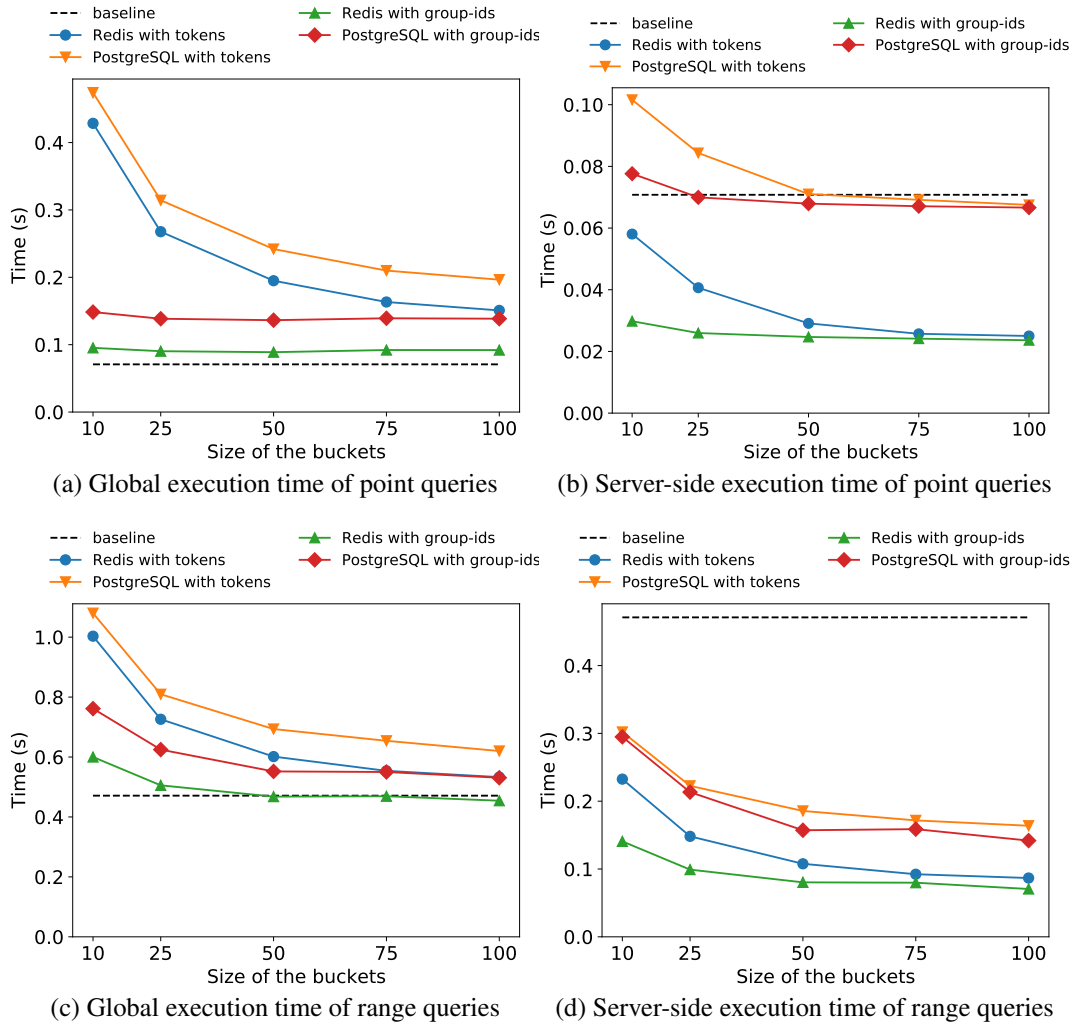 baseline
Redis with tokens
PostgreSQL with tokens
Redis with group-ids
PostgreSQL with group-ids
Time (s)
0.4
0.3
0.2
0.1
0.0
10 25 50 75 100
Size of the buckets
(a) Global execution time of point queries
baseline
Redis with tokens
PostgreSQL with tokens
Redis with group-ids
PostgreSQL with group-ids
Time (s)
0.10
0.08
0.06
0.04
0.02
0.00
10 25 50 75 100
Size of the buckets
(b) Server-side execution time of point queries
baseline
Redis with tokens
PostgreSQL with tokens
Redis with group-ids
PostgreSQL with group-ids
Time (s)
1.0
0.8
0.6
0.4
0.2
0.0
10 25 50 75 100
Size of the buckets
(c) Global execution time of range queries
baseline
Redis with tokens
PostgreSQL with tokens
Redis with group-ids
PostgreSQL with group-ids
Time (s)
0.4
0.3
0.2
0.1
0.0
10 25 50 75 100
Size of the buckets
(d) Server-side execution time of range queries